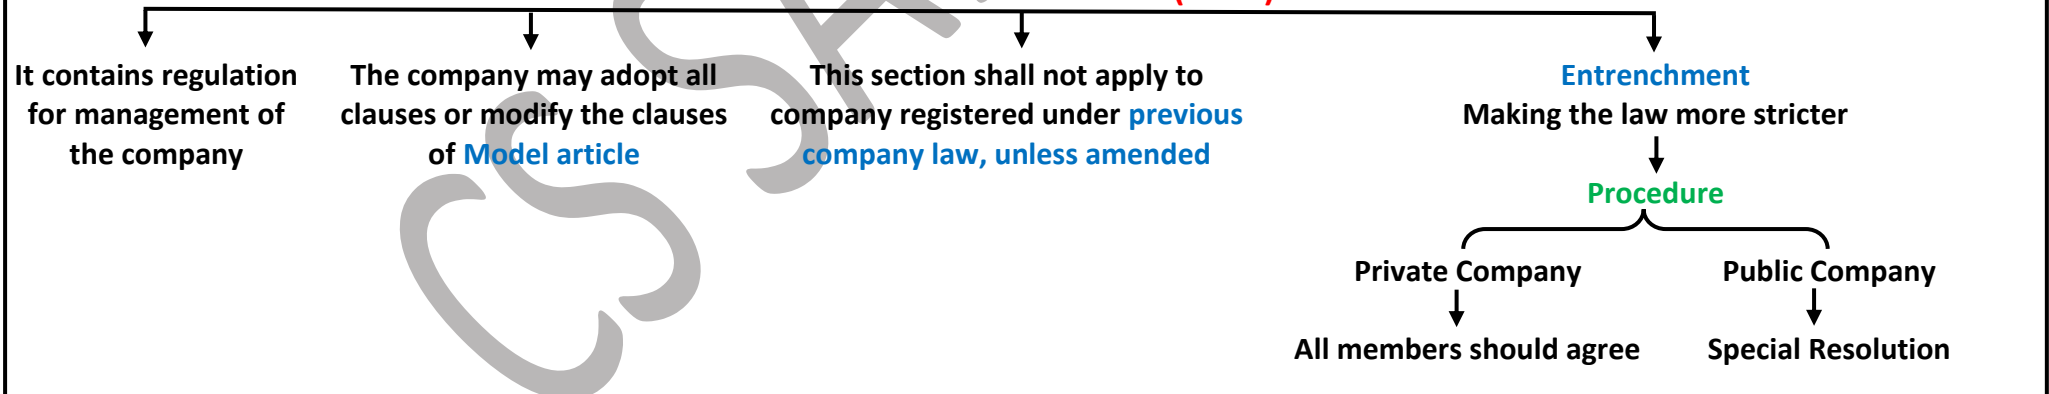 It contains regulation
for management of
the company
The company may adopt all
clauses or modify the clauses
of Model article
This section shall not apply to
company registered under previous
company law, unless amended
Entrenchment
Making the law more stricter
Procedure
Private Company
Public Company
All members should agree
Special Resolution
CS